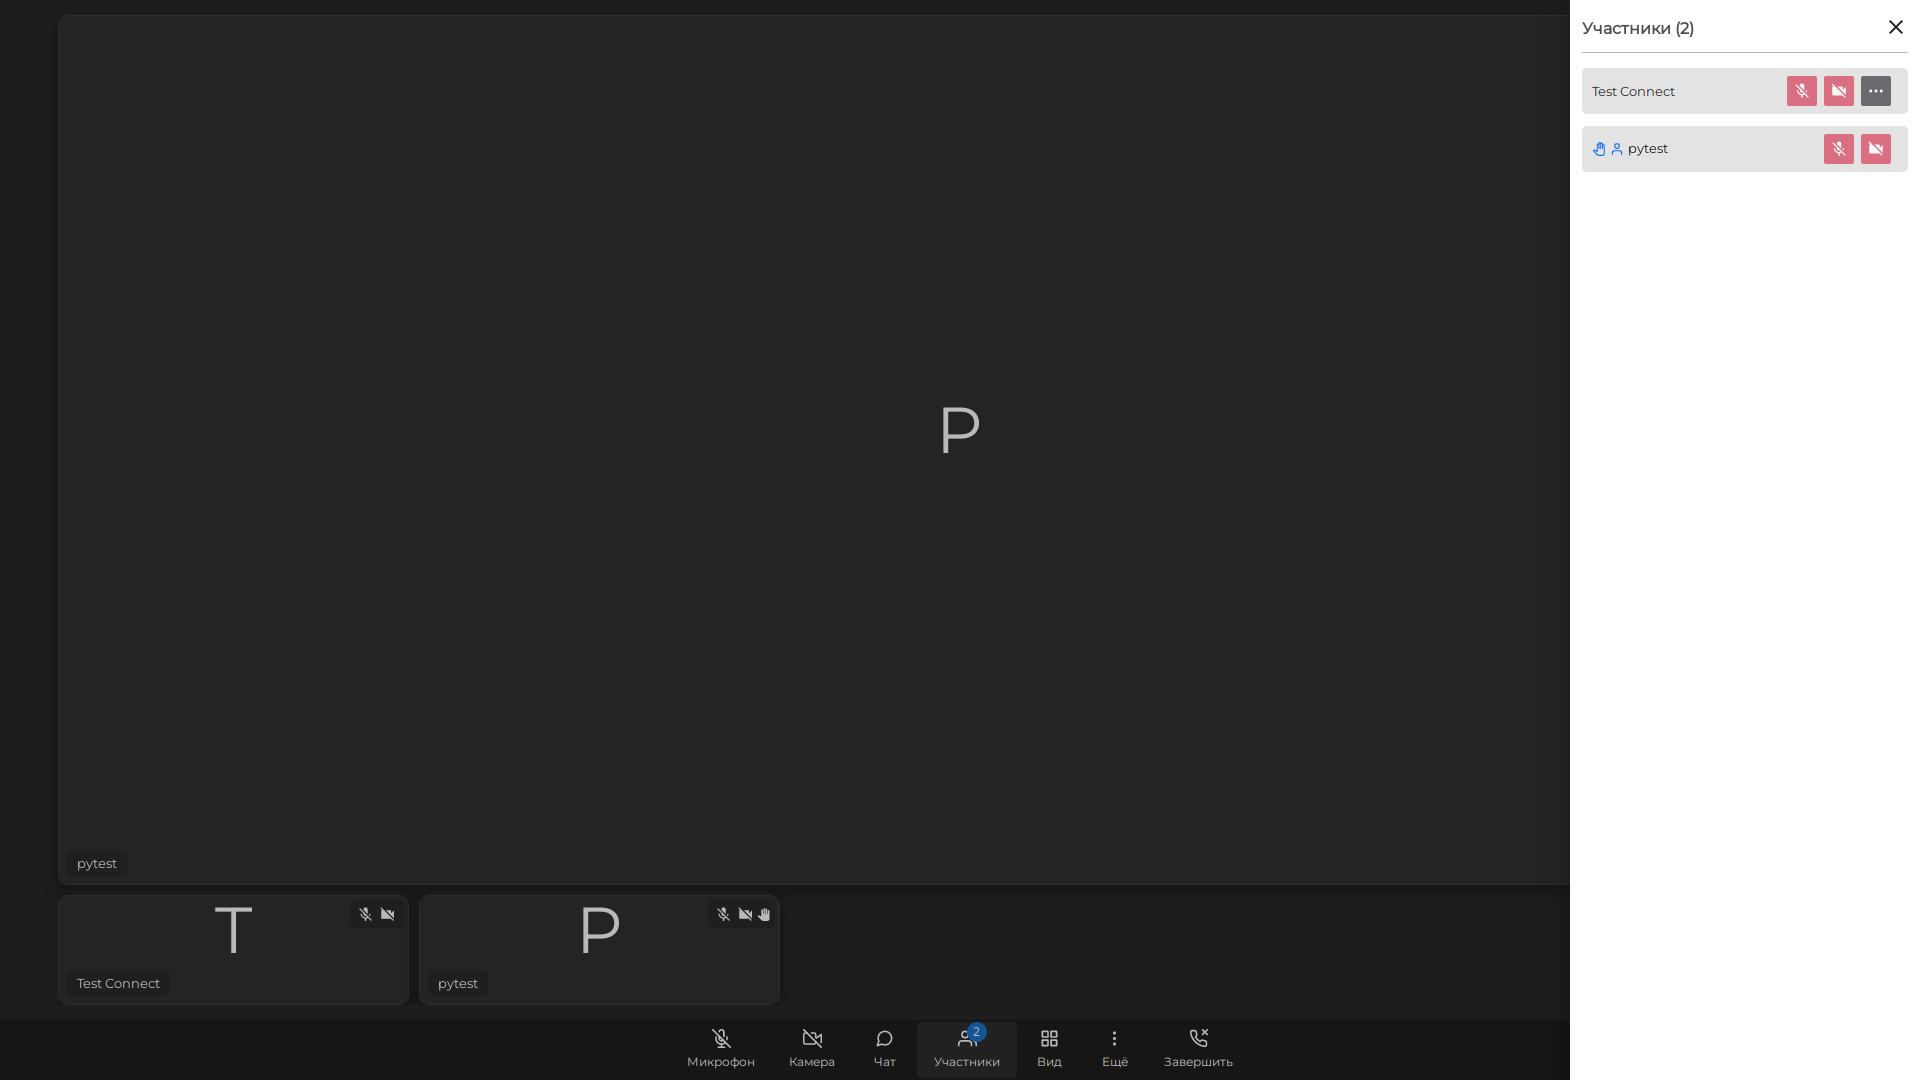 Участники (2)
Test Connect
pytest
P
pytest
T
Test Connect
P
pytest
Микрофон
Камера
Чат
2
Участники
Вид
Ещё
Завершить